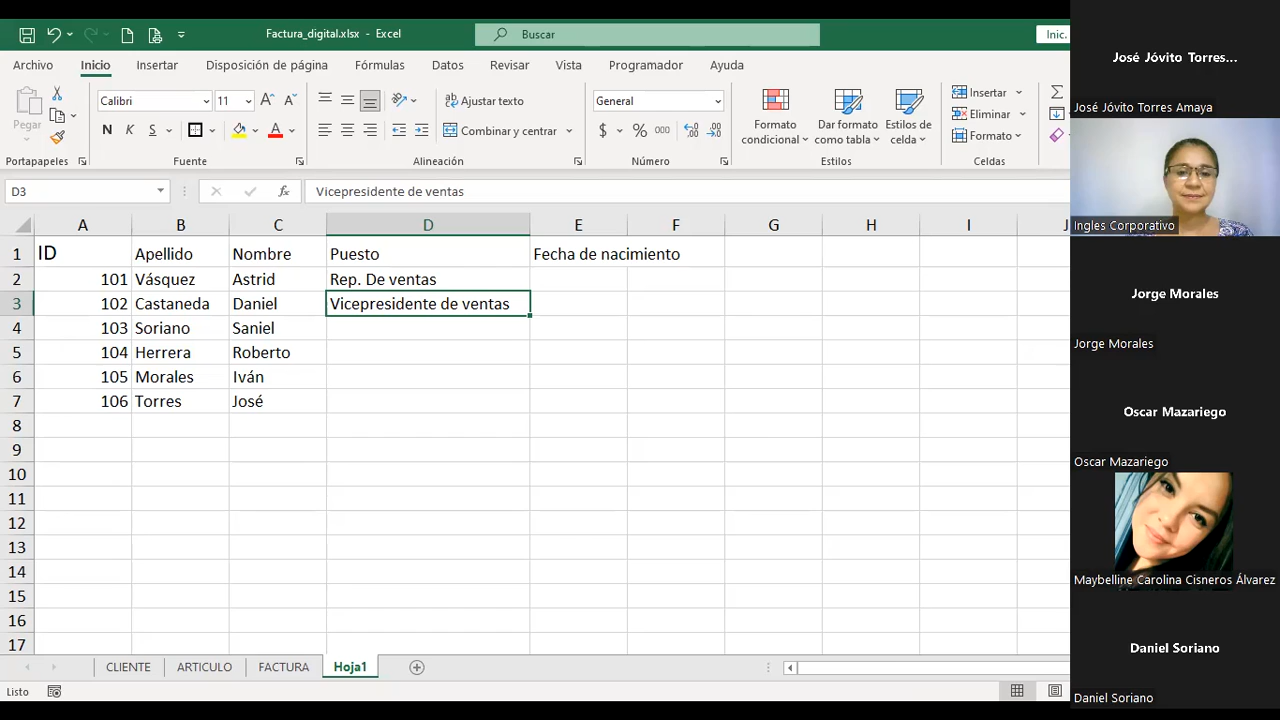 Factura_digital.xlsx - Excel
Buscar
Inic.
Archivo Inicio Insertar Disposición de página Fórmulas Datos Revisar Vista Programador Ayuda
Pegar
Calibri 11
N K S
Ajustar texto
Combinar y centrar
General
$ % 000
Formato condicional
Dar formato como tabla
Estilos de celda
Insertar
Eliminar
Formato
Portapapeles Fuente Alineación Número Estilos Celdas
D3 fx Vicepresidente de ventas
A B C D E F G H I J
1 ID Apellido Nombre Puesto Fecha de nacimiento
2 101 Vásquez Astrid Rep. De ventas
3 102 Castaneda Daniel Vicepresidente de ventas
4 103 Soriano Saniel
5 104 Herrera Roberto
6 105 Morales Iván
7 106 Torres José
8
9
10
11
12
13
14
15
16
17
CLIENTE ARTICULO FACTURA Hoja1
Listo
José Jóvito Torres...
José Jóvito Torres Amaya
Ingles Corporativo
Jorge Morales
Jorge Morales
Oscar Mazariego
Oscar Mazariego
Maybelline Carolina Cisneros Álvarez
Daniel Soriano
Daniel Soriano